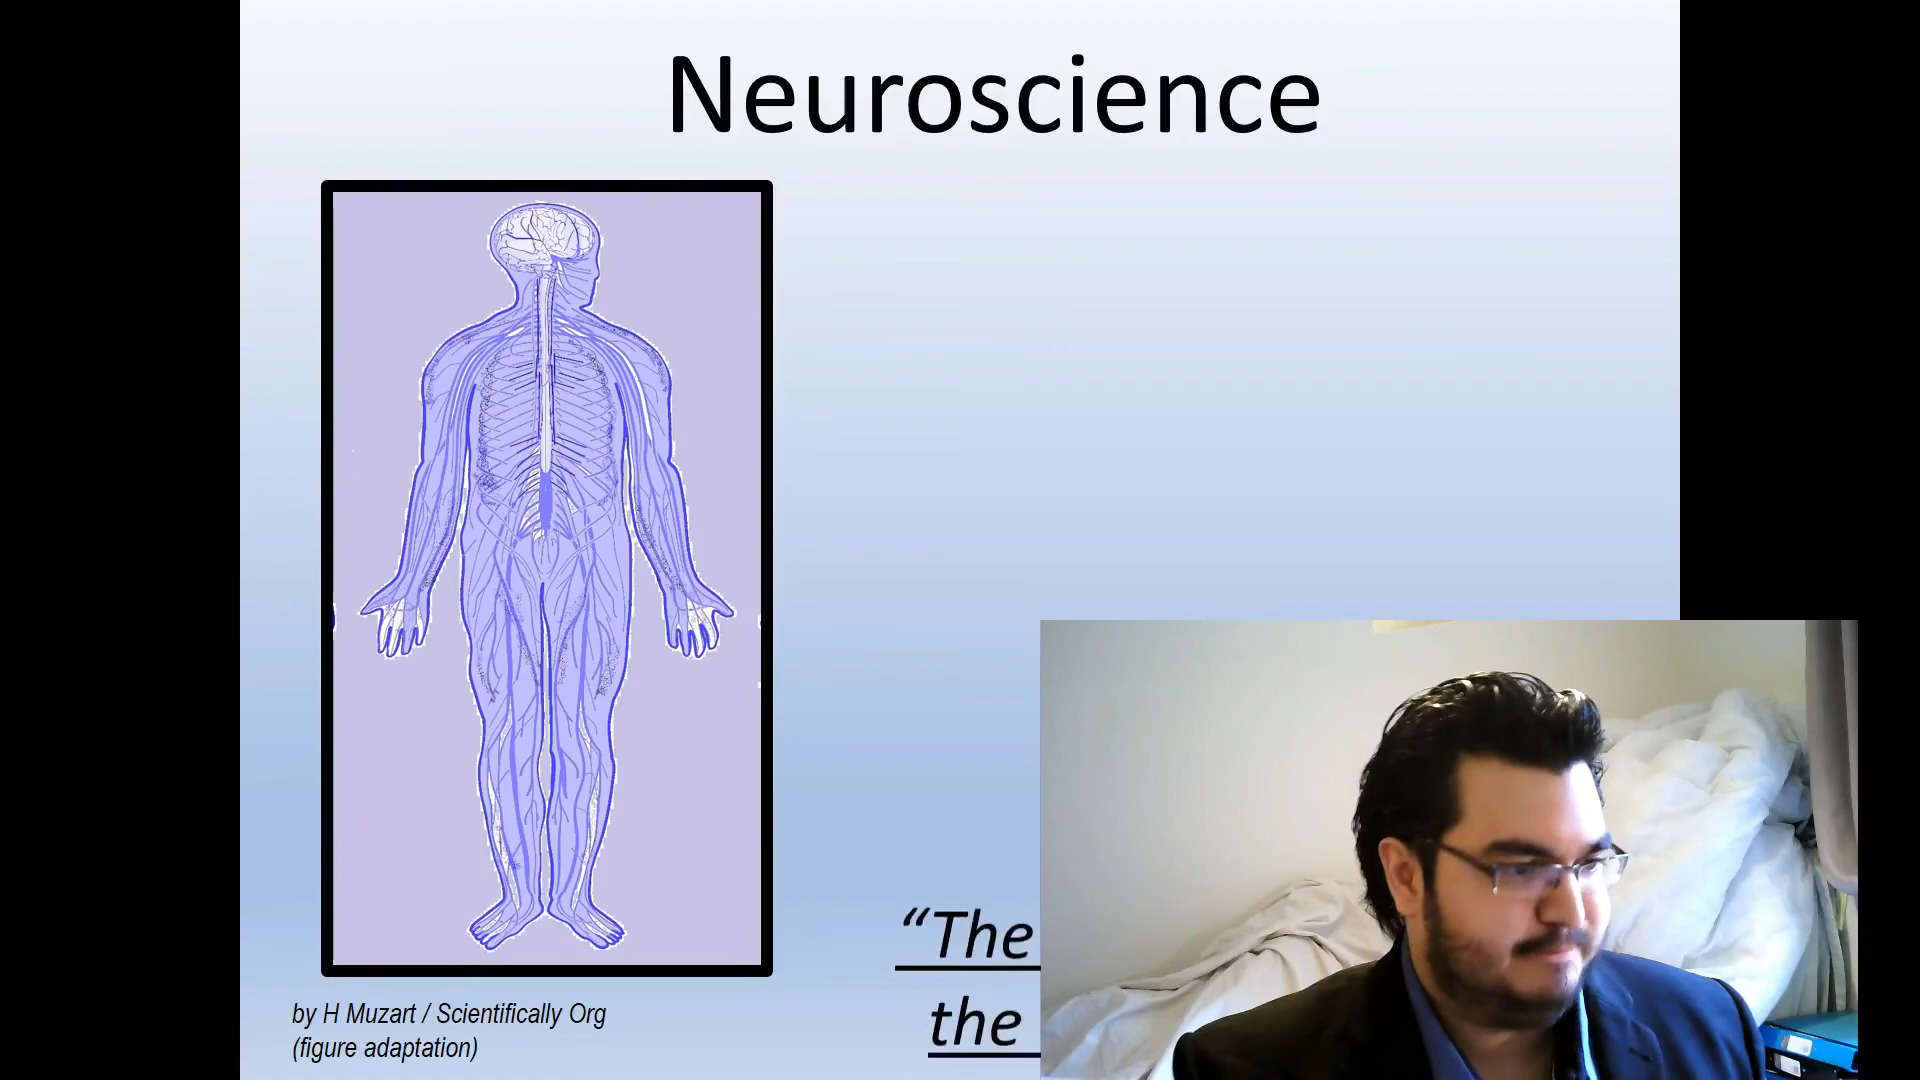 Neuroscience
“The
the
by H Muzart / Scientifically Org
(figure adaptation)